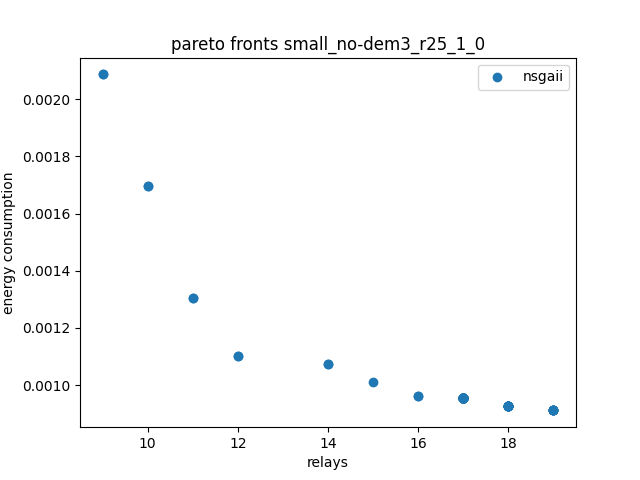 pareto fronts small_no-dem3_r25_1_0
nsgaii
energy consumption
0.0020
0.0018
0.0016
0.0014
0.0012
0.0010
10 12 14 16 18
relays